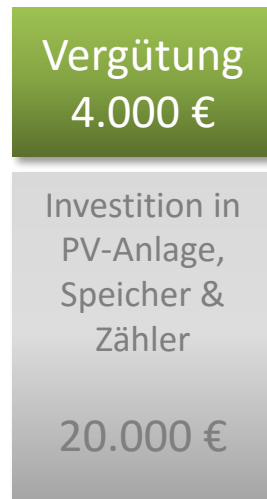 Vergütung
4.000 €
Investition in
PV-Anlage,
Speicher &
Zähler
20.000 €